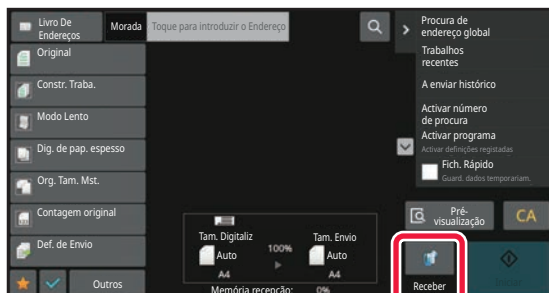 Livro De
Endereços
Morada
Toque para introduzir o Endereço
Original
Constr. Traba.
Modo Lento
Dig. de pap. espesso
Org. Tam. Mst.
Contagem original
Def. de Envio
Outros
Tam. Digitaliz
Auto
A4
100%
Tam. Envio
Auto
A4
Memória recepção:
0%
Procura de
endereço global
Trabalhos
recentes
A enviar histórico
Activar número
de procura
Activar programa
Activar definições registadas
Fich. Rápido
Guard. dados temporariam.
Pré-
visualização
CA
Receber